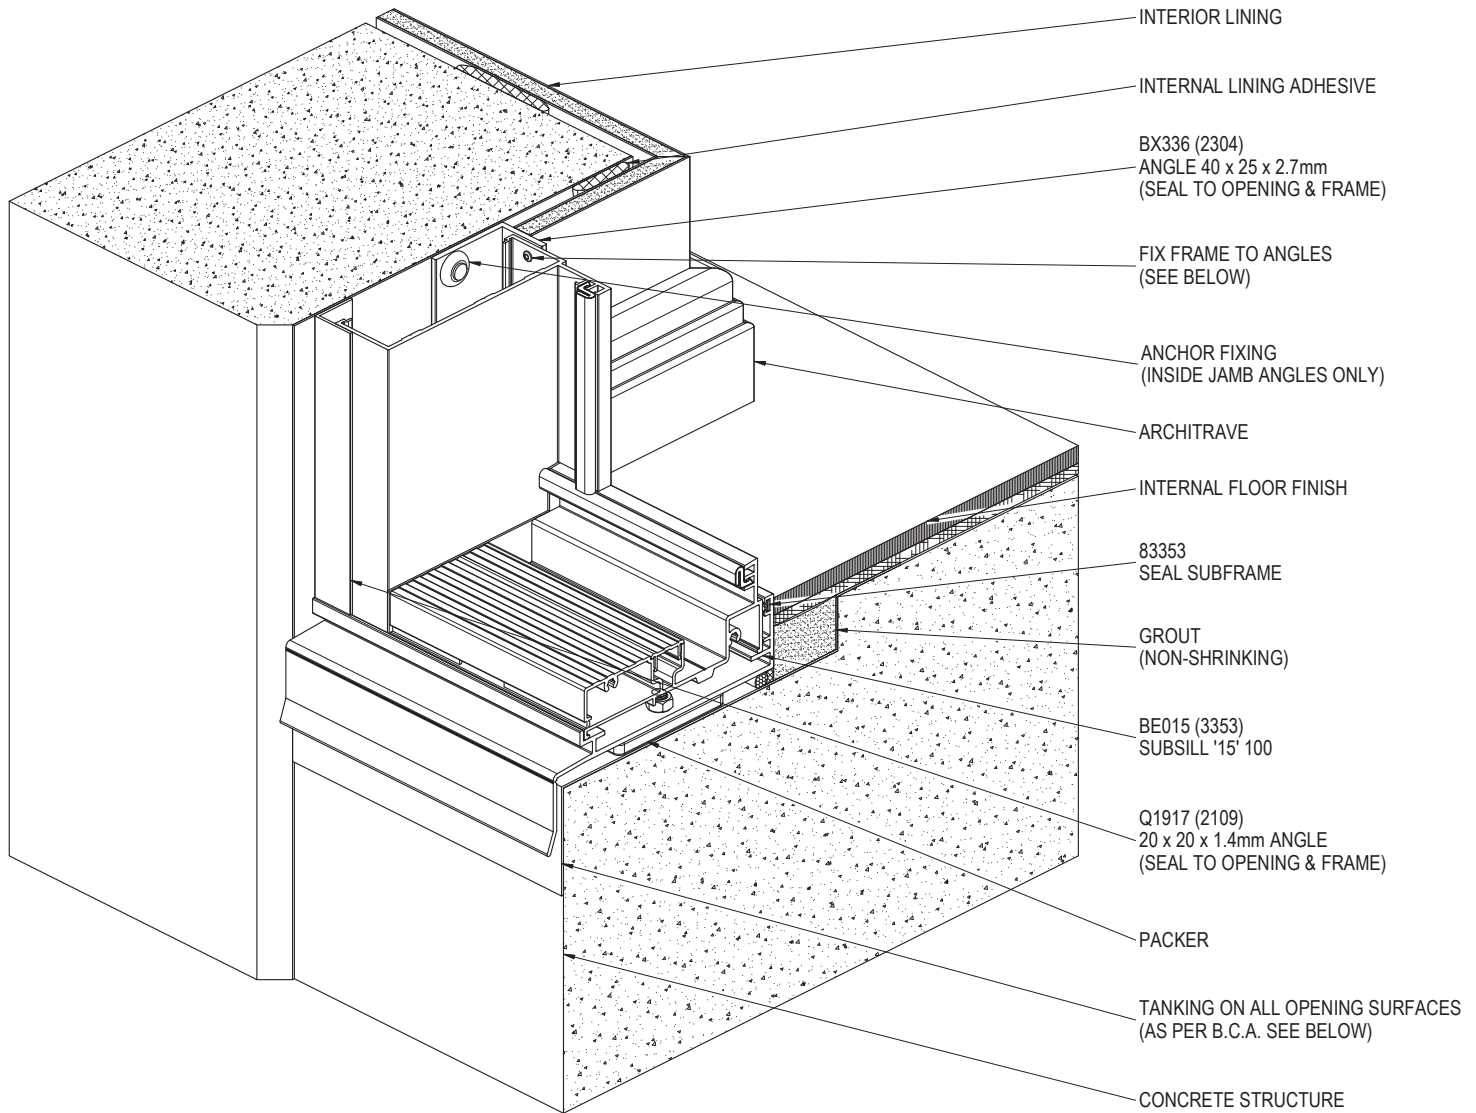 INTERIOR LINING
INTERNAL LINING ADHESIVE
BX336 (2304)
ANGLE 40 x 25 x 2.7mm
(SEAL TO OPENING & FRAME)
FIX FRAME TO ANGLES
(SEE BELOW)
ANCHOR FIXING
(INSIDE JAMB ANGLES ONLY)
ARCHITRAVE
INTERNAL FLOOR FINISH
83353
SEAL SUBFRAME
GROUT
(NON-SHRINKING)
BE015 (3353)
SUBSILL '15' 100
Q1917 (2109)
20 x 20 x 1.4mm ANGLE
(SEAL TO OPENING & FRAME)
PACKER
TANKING ON ALL OPENING SURFACES
(AS PER B.C.A. SEE BELOW)
CONCRETE STRUCTURE